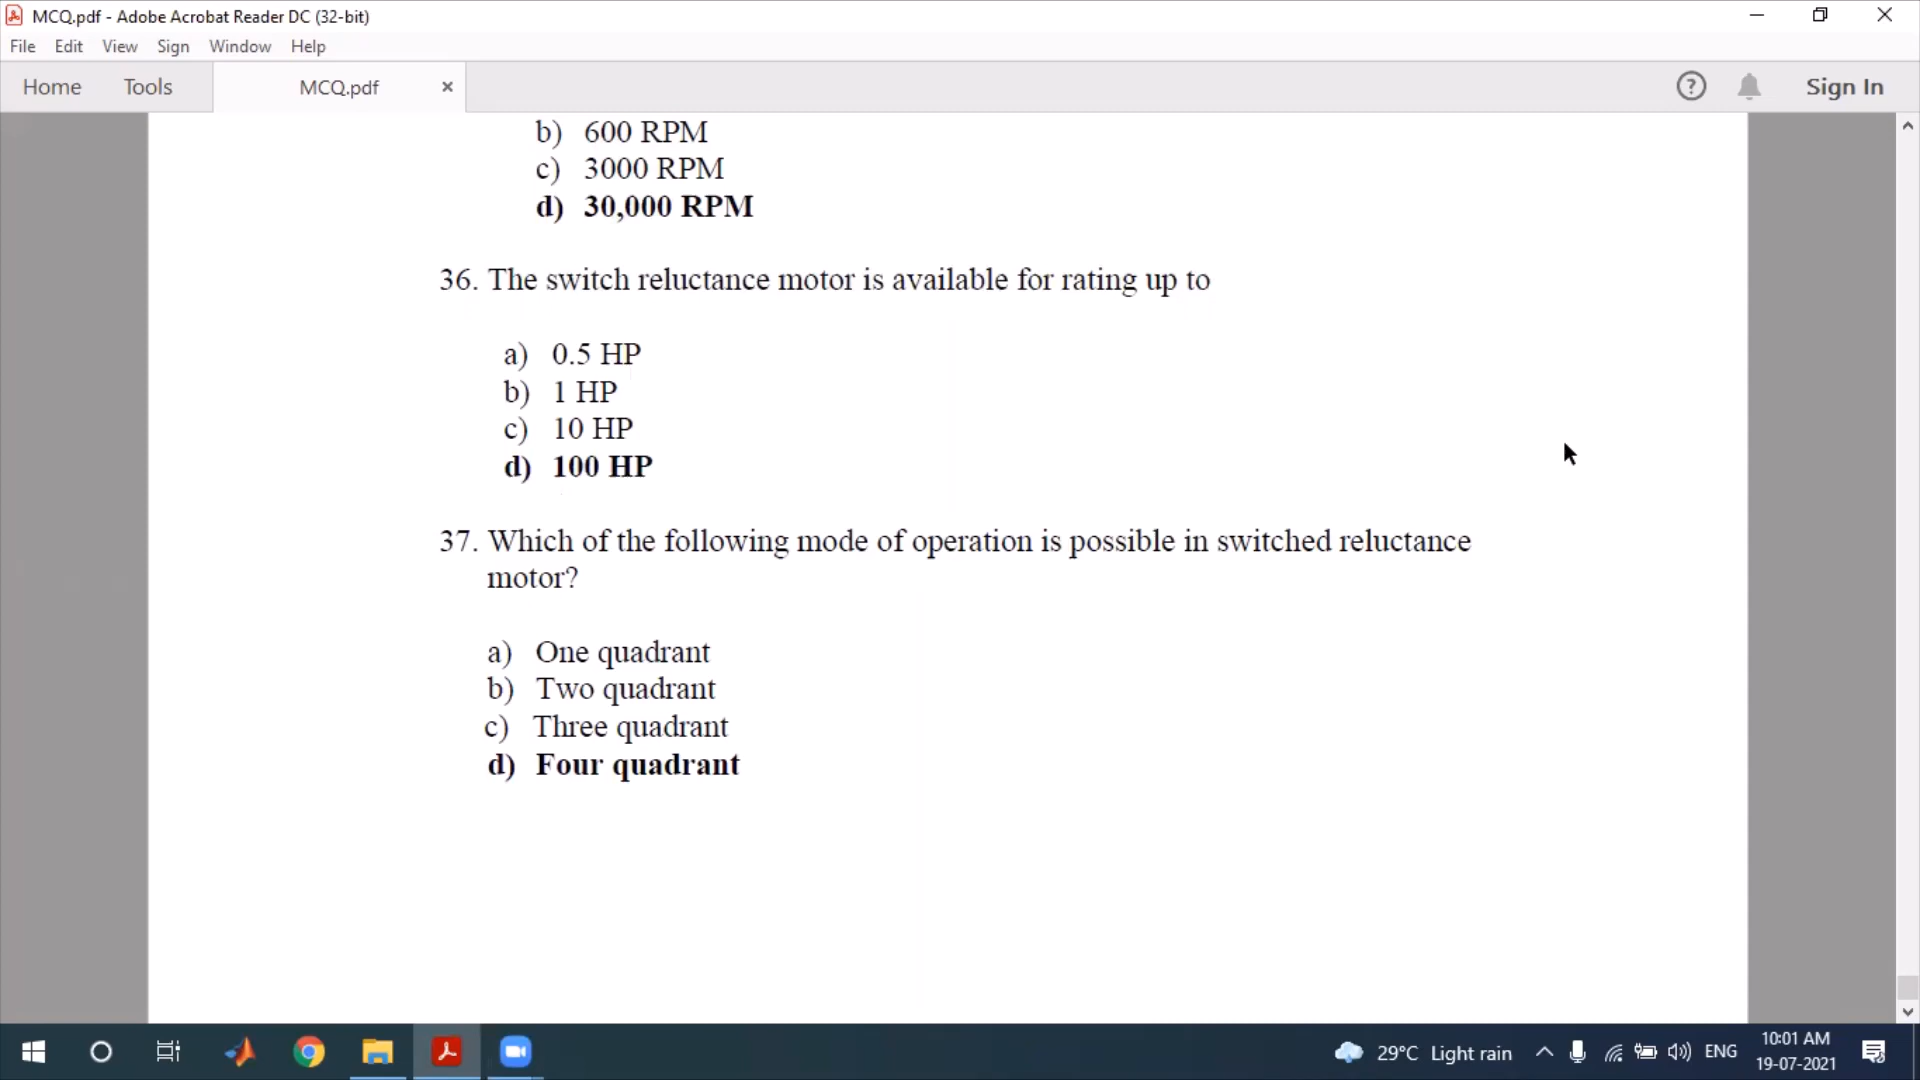 MCQ.pdf - Adobe Acrobat Reader DC (32-bit)
File Edit View Sign Window Help
Home Tools MCQ.pdf × ? Sign In
b) 600 RPM
c) 3000 RPM
d) 30,000 RPM
36. The switch reluctance motor is available for rating up to
a) 0.5 HP
b) 1 HP
c) 10 HP
d) 100 HP
37. Which of the following mode of operation is possible in switched reluctance
motor?
a) One quadrant
b) Two quadrant
c) Three quadrant
d) Four quadrant
29°C Light rain ENG 10:01 AM
19-07-2021